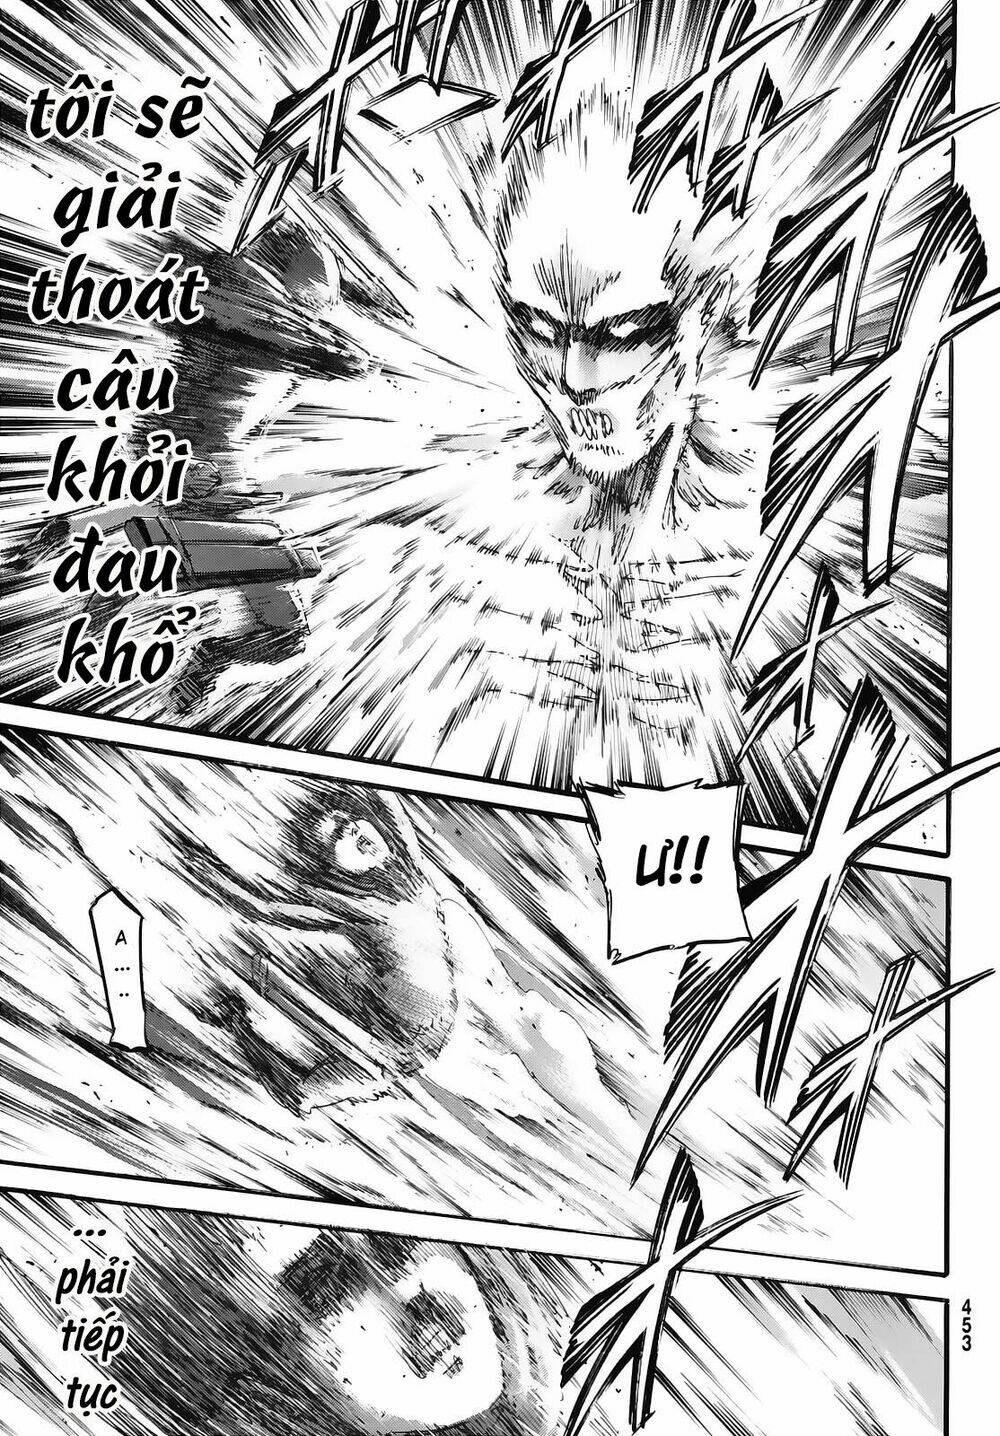 tôi sẽ
giải
thoát
cậu
khỏi
đau
khổ
Ư!!
A
...
..
...
phải
tiếp
tục
453